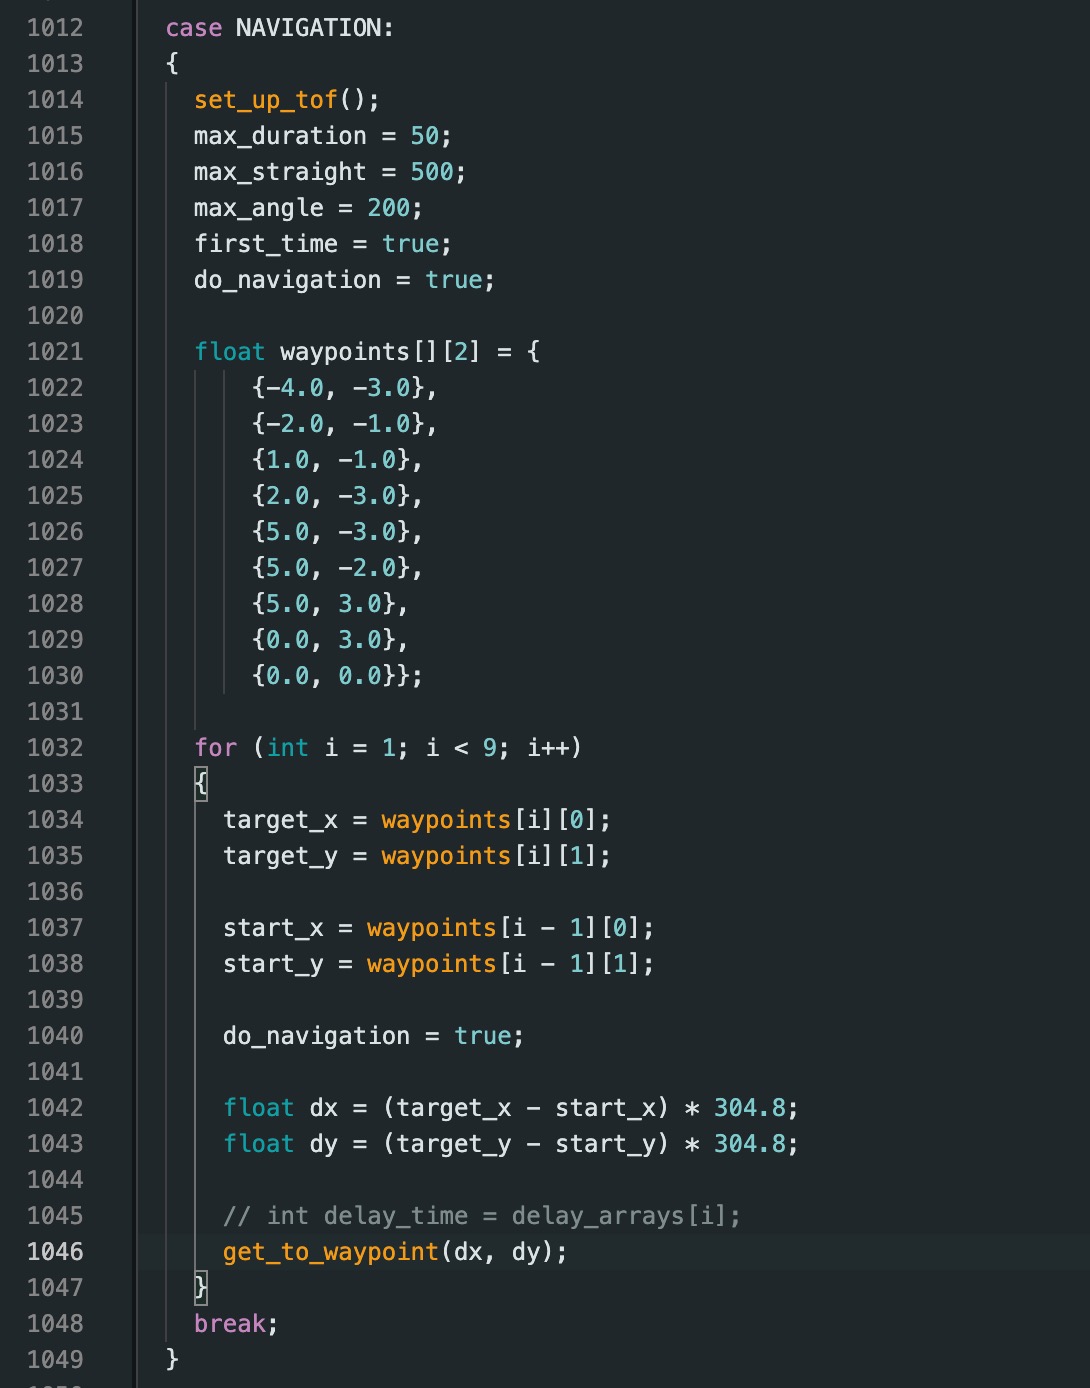 1012 case NAVIGATION:
1013 {
1014 set_up_tof();
1015 max_duration = 50;
1016 max_straight = 500;
1017 max_angle = 200;
1018 first_time = true;
1019 do_navigation = true;
1020
1021 float waypoints[][2] = {
1022 {-4.0, -3.0},
1023 {-2.0, -1.0},
1024 {1.0, -1.0},
1025 {2.0, -3.0},
1026 {5.0, -3.0},
1027 {5.0, -2.0},
1028 {5.0, 3.0},
1029 {0.0, 3.0},
1030 {0.0, 0.0}};
1031
1032 for (int i = 1; i < 9; i++)
1033 {
1034 target_x = waypoints[i][0];
1035 target_y = waypoints[i][1];
1036
1037 start_x = waypoints[i - 1][0];
1038 start_y = waypoints[i - 1][1];
1039
1040 do_navigation = true;
1041
1042 float dx = (target_x - start_x) * 304.8;
1043 float dy = (target_y - start_y) * 304.8;
1044
1045 // int delay_time = delay_arrays[i];
1046 get_to_waypoint(dx, dy);
1047 }
1048 break;
1049 }